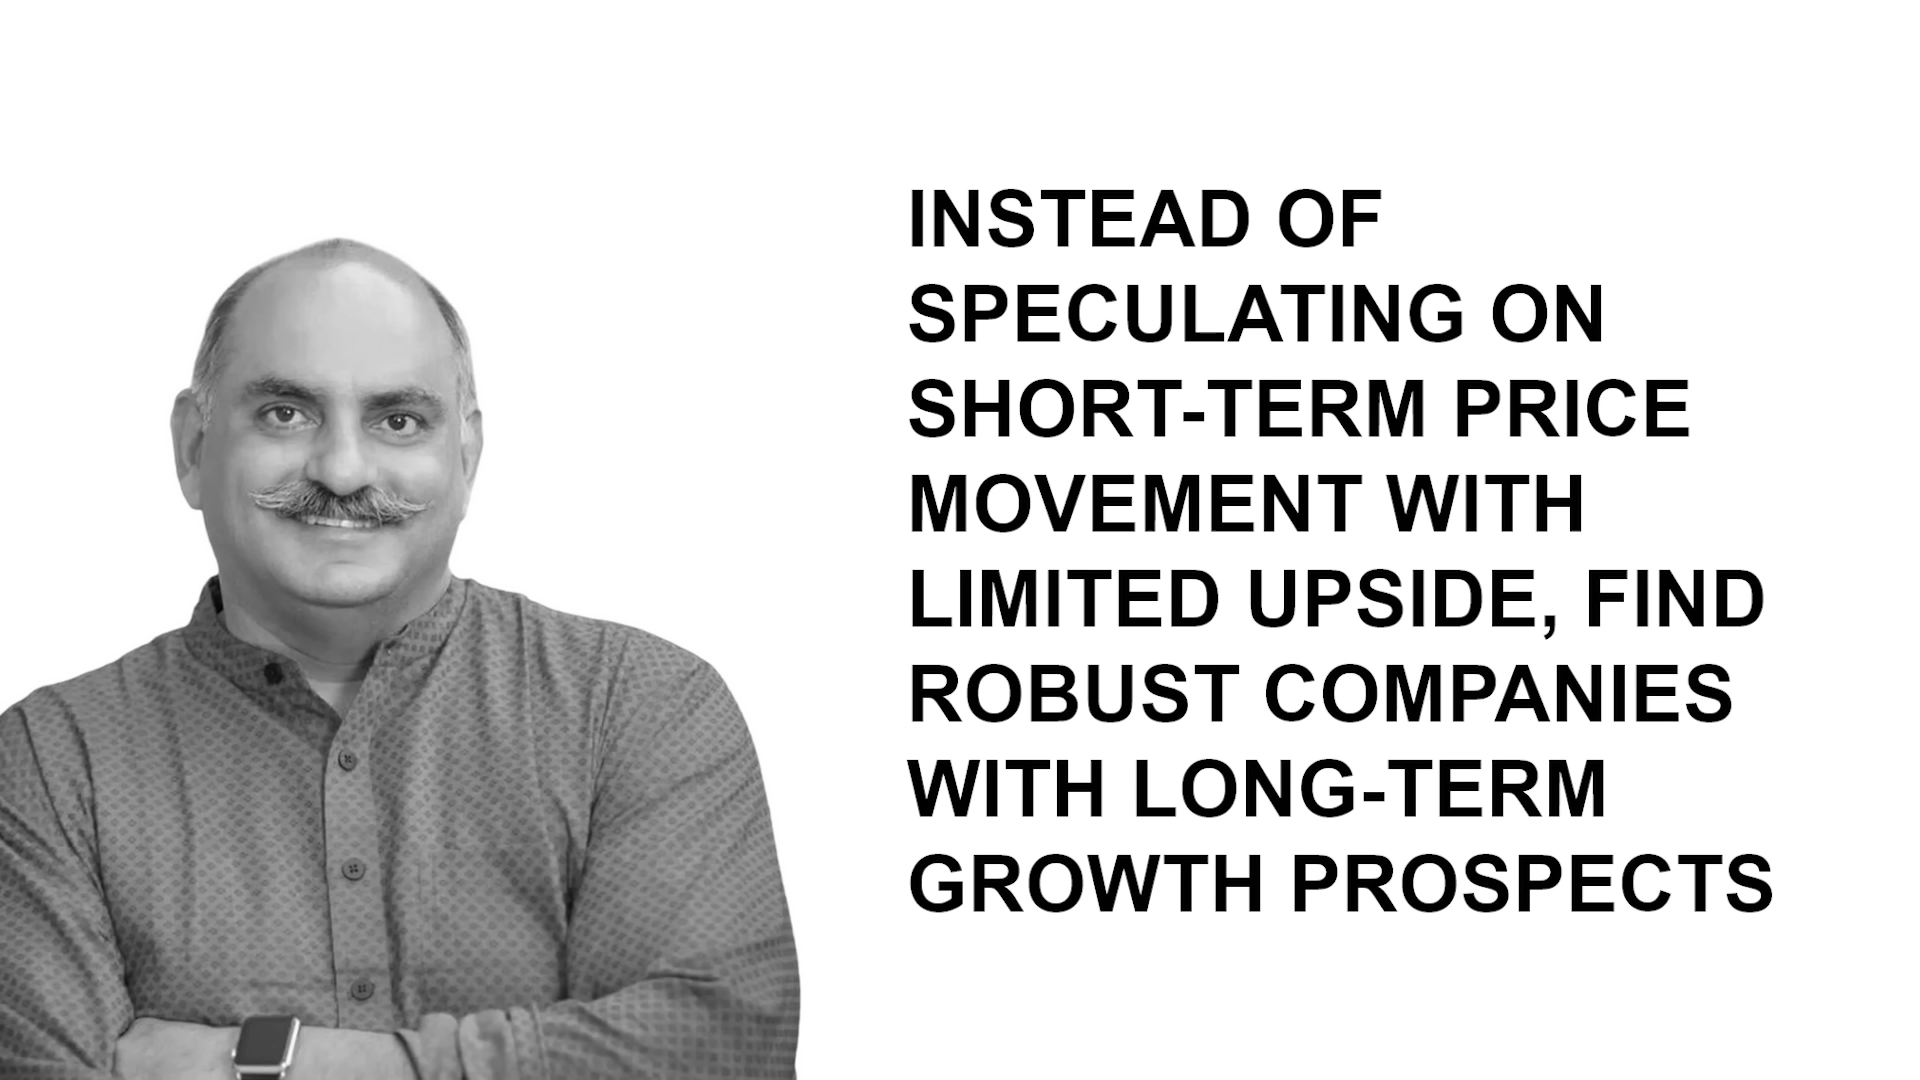 INSTEAD OF
SPECULATING ON
SHORT-TERM PRICE
MOVEMENT WITH
LIMITED UPSIDE, FIND
ROBUST COMPANIES
WITH LONG-TERM
GROWTH PROSPECTS